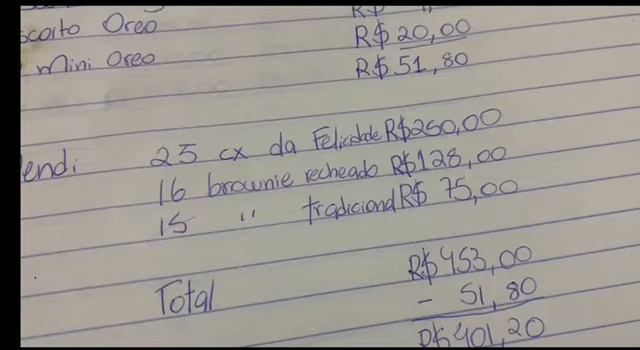 scoito Oreo R$ 20,00
Mini Oreo R$ 51,80
endi 25 cx da Felicidade R$250,00
16 brownie recheado R$128,00
15 " tradicional R$ 75,00
Total R$453,00
- 51,80
R$401,20